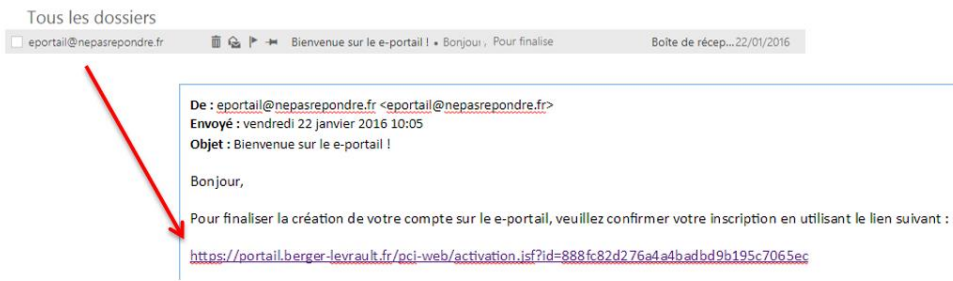 Tous les dossiers
eportail@nepasrepondre.fr Bienvenue sur le e-portail ! • Bonjour, Pour finalise Boîte de récep... 22/01/2016
De : eportail@nepasrepondre.fr <eportail@nepasrepondre.fr>
Envoyé : vendredi 22 janvier 2016 10:05
Objet : Bienvenue sur le e-portail !
Bonjour,
Pour finaliser la création de votre compte sur le e-portail, veuillez confirmer votre inscription en utilisant le lien suivant :
https://portail.berger-levrault.fr/pci-web/activation.jsf?id=888fc82d276a4a4badbd9b195c7065ec